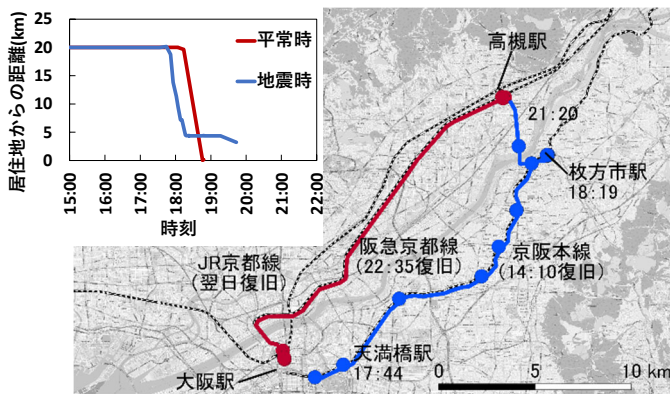 居住地からの距離(km)
25
20
15
10
5
0
平常時
地震時
15:00
16:00
17:00
18:00
19:00
20:00
21:00
22:00
時刻
高槻駅
21:20
枚方市駅
18:19
JR京都線
(翌日復旧)
阪急京都線
(22:35復旧)
京阪本線
(14:10復旧)
天満橋駅
17:44
大阪駅
0
5
10 km